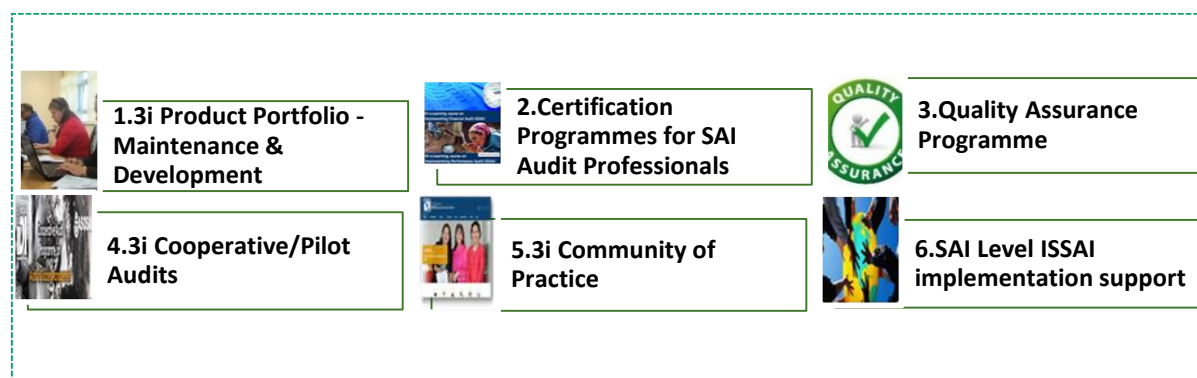 1.3i Product Portfolio -
Maintenance &
Development
2.Certification
Programmes for SAI
Audit Professionals
QUALITY
ASSURANCE
3.Quality Assurance
Programme
4.3i Cooperative/Pilot
Audits
5.3i Community of
Practice
6.SAI Level ISSAI
implementation support